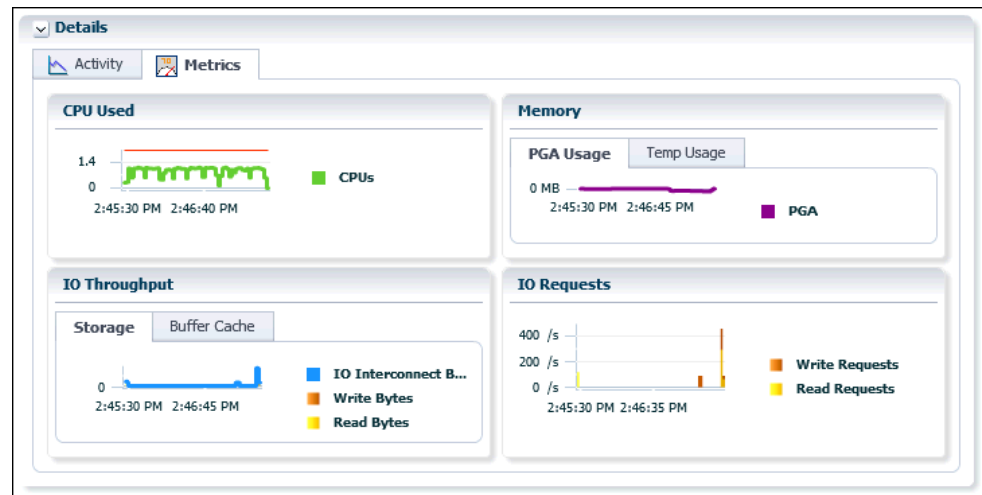 Details
Activity
Metrics
CPU Used
1.4
0
2:45:30 PM 2:46:40 PM
CPUs
Memory
PGA Usage
Temp Usage
0 MB
2:45:30 PM 2:46:45 PM
PGA
IO Throughput
Storage
Buffer Cache
0
2:45:30 PM 2:46:45 PM
IO Interconnect B...
Write Bytes
Read Bytes
IO Requests
400 /s
200 /s
0 /s
2:45:30 PM 2:46:35 PM
Write Requests
Read Requests